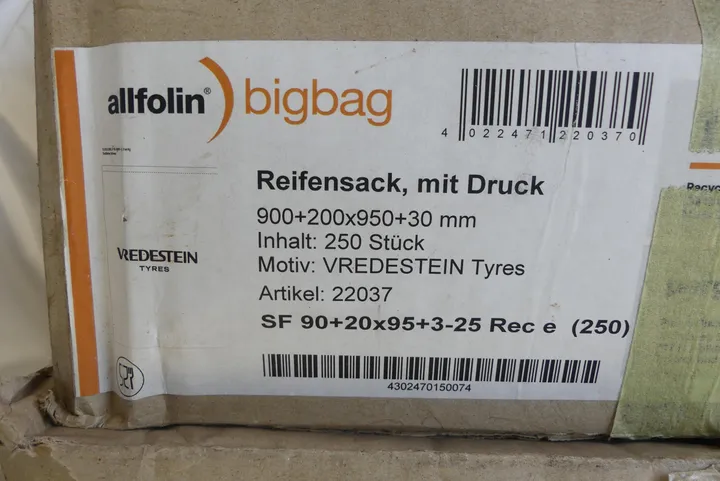 allfolin® bigbag
4 022471 220370
Reifensack, mit Druck
900+200x950+30 mm
Inhalt: 250 Stück
Motiv: VREDESTEIN Tyres
Artikel: 22037
SF 90+20x95+3-25 Rec e (250)
4302470150074
VREDESTEIN
TYRES